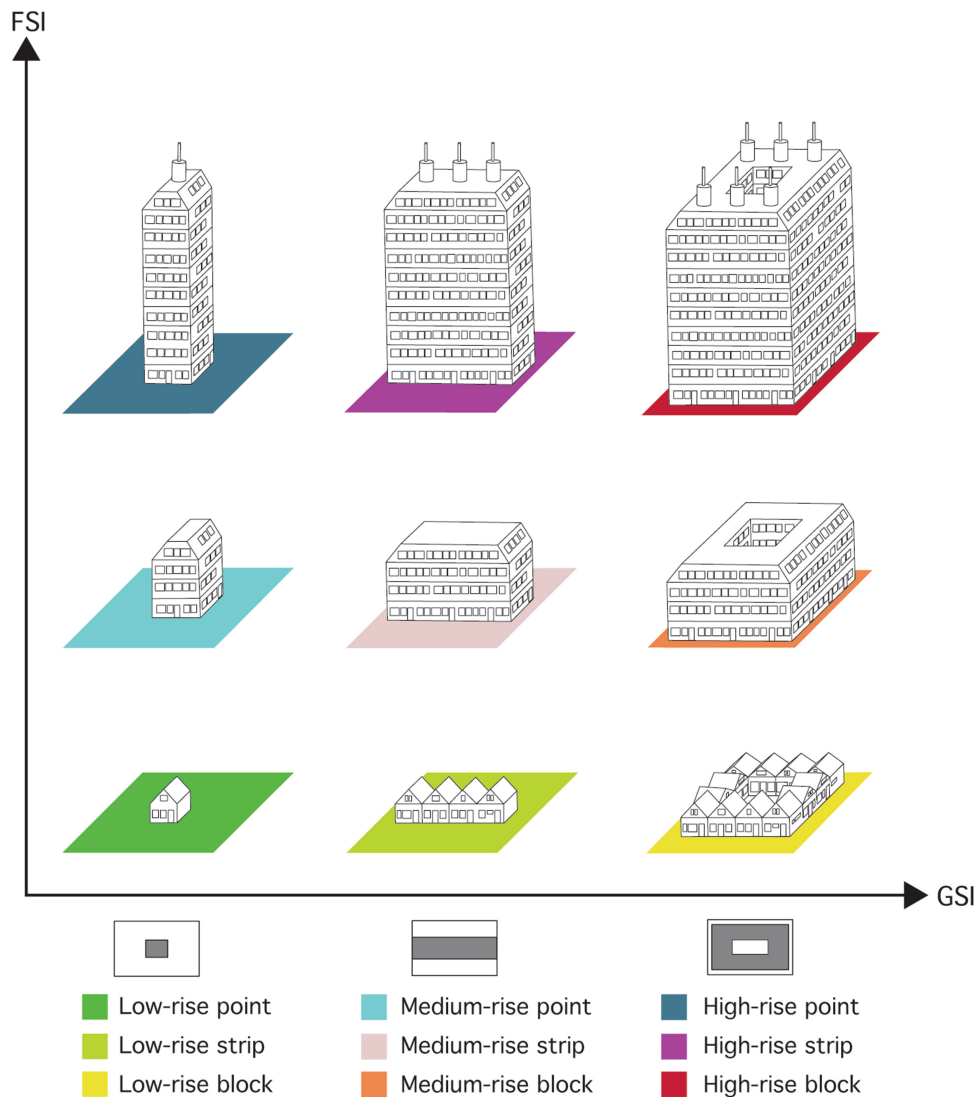 FSI
GSI
Low-rise point
Medium-rise point
High-rise point
Low-rise strip
Medium-rise strip
High-rise strip
Low-rise block
Medium-rise block
High-rise block